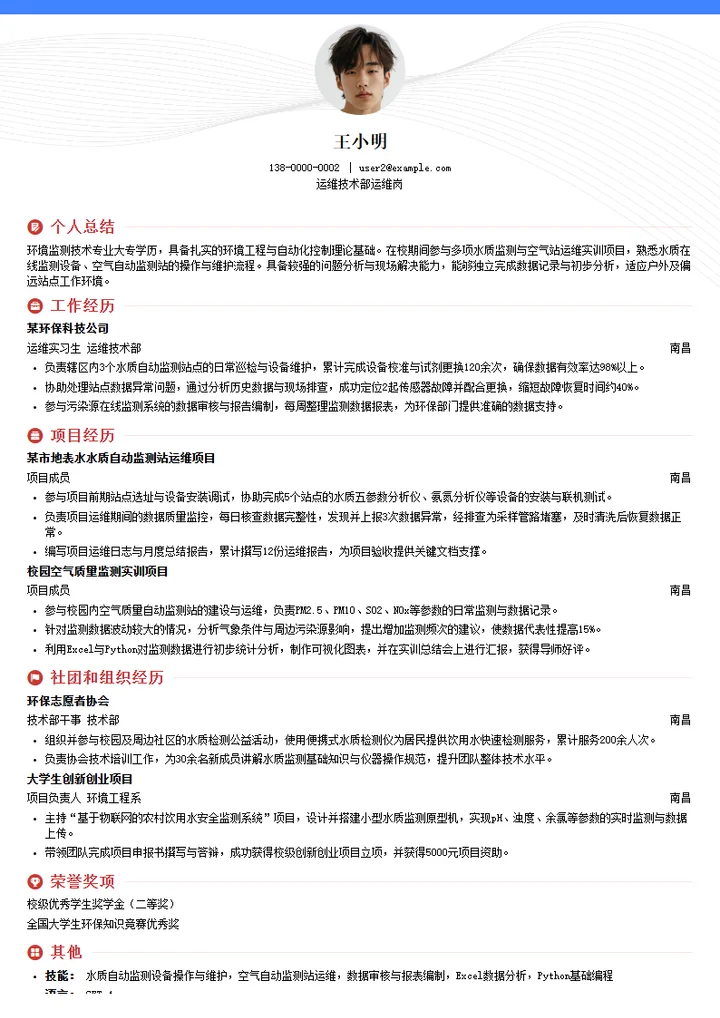 王小明
138-0000-0002 | user2@example.com
运维技术部运维岗
个人总结
环境监测技术专业大专学历，具备扎实的环境工程与自动化控制理论基础。在校期间参与多项水质监测与空气站运维实训项目，熟悉水质在
线监测设备、空气自动监测站的操作与维护流程。具备较强的问题分析与现场解决能力，能够独立完成数据记录与初步分析，适应户外及偏
远站点工作环境。
工作经历
某环保科技公司
运维实习生 运维技术部 南昌
• 负责辖区内3个水质自动监测站点的日常巡检与设备维护，累计完成设备校准与试剂更换120余次，确保数据有效率达98%以上。
• 协助处理站点数据异常问题，通过分析历史数据与现场排查，成功定位2起传感器故障并配合更换，缩短故障恢复时间约40%。
• 参与污染源在线监测系统的数据审核与报告编制，每周整理监测数据报表，为环保部门提供准确的数据支持。
项目经历
某市地表水水质自动监测站运维项目
项目成员 南昌
• 参与项目前期站点选址与设备安装调试，协助完成5个站点的水质五参数分析仪、氨氮分析仪等设备的安装与联机测试。
• 负责项目运维期间的数据质量监控，每日核查数据完整性，发现并上报3次数据异常，经排查为采样管路堵塞，及时清洗后恢复数据正
常。
• 编写项目运维日志与月度总结报告，累计撰写12份运维报告，为项目验收提供关键文档支撑。
校园空气质量监测实训项目
项目成员 南昌
• 参与校园内空气质量自动监测站的建设与运维，负责PM2.5、PM10、SO2、NOx等参数的日常监测与数据记录。
• 针对监测数据波动较大的情况，分析气象条件与周边污染源影响，提出增加监测频次的建议，使数据代表性提高15%。
• 利用Excel与Python对监测数据进行初步统计分析，制作可视化图表，并在实训总结会上进行汇报，获得导师好评。
社团和组织经历
环保志愿者协会
技术部干事 技术部 南昌
• 组织并参与校园及周边社区的水质检测公益活动，使用便携式水质检测仪为居民提供饮用水快速检测服务，累计服务200余人次。
• 负责协会技术培训工作，为30余名新成员讲解水质监测基础知识与仪器操作规范，提升团队整体技术水平。
大学生创新创业项目
项目负责人 环境工程系 南昌
• 主持“基于物联网的农村饮用水安全监测系统”项目，设计并搭建小型水质监测原型机，实现pH、浊度、余氯等参数的实时监测与数据
上传。
• 带领团队完成项目申报书撰写与答辩，成功获得校级创新创业项目立项，并获得5000元项目资助。
荣誉奖项
校级优秀学生奖学金（二等奖）
全国大学生环保知识竞赛优秀奖
其他
• 技能： 水质自动监测设备操作与维护，空气自动监测站运维，数据审核与报表编制，Excel数据分析，Python基础编程